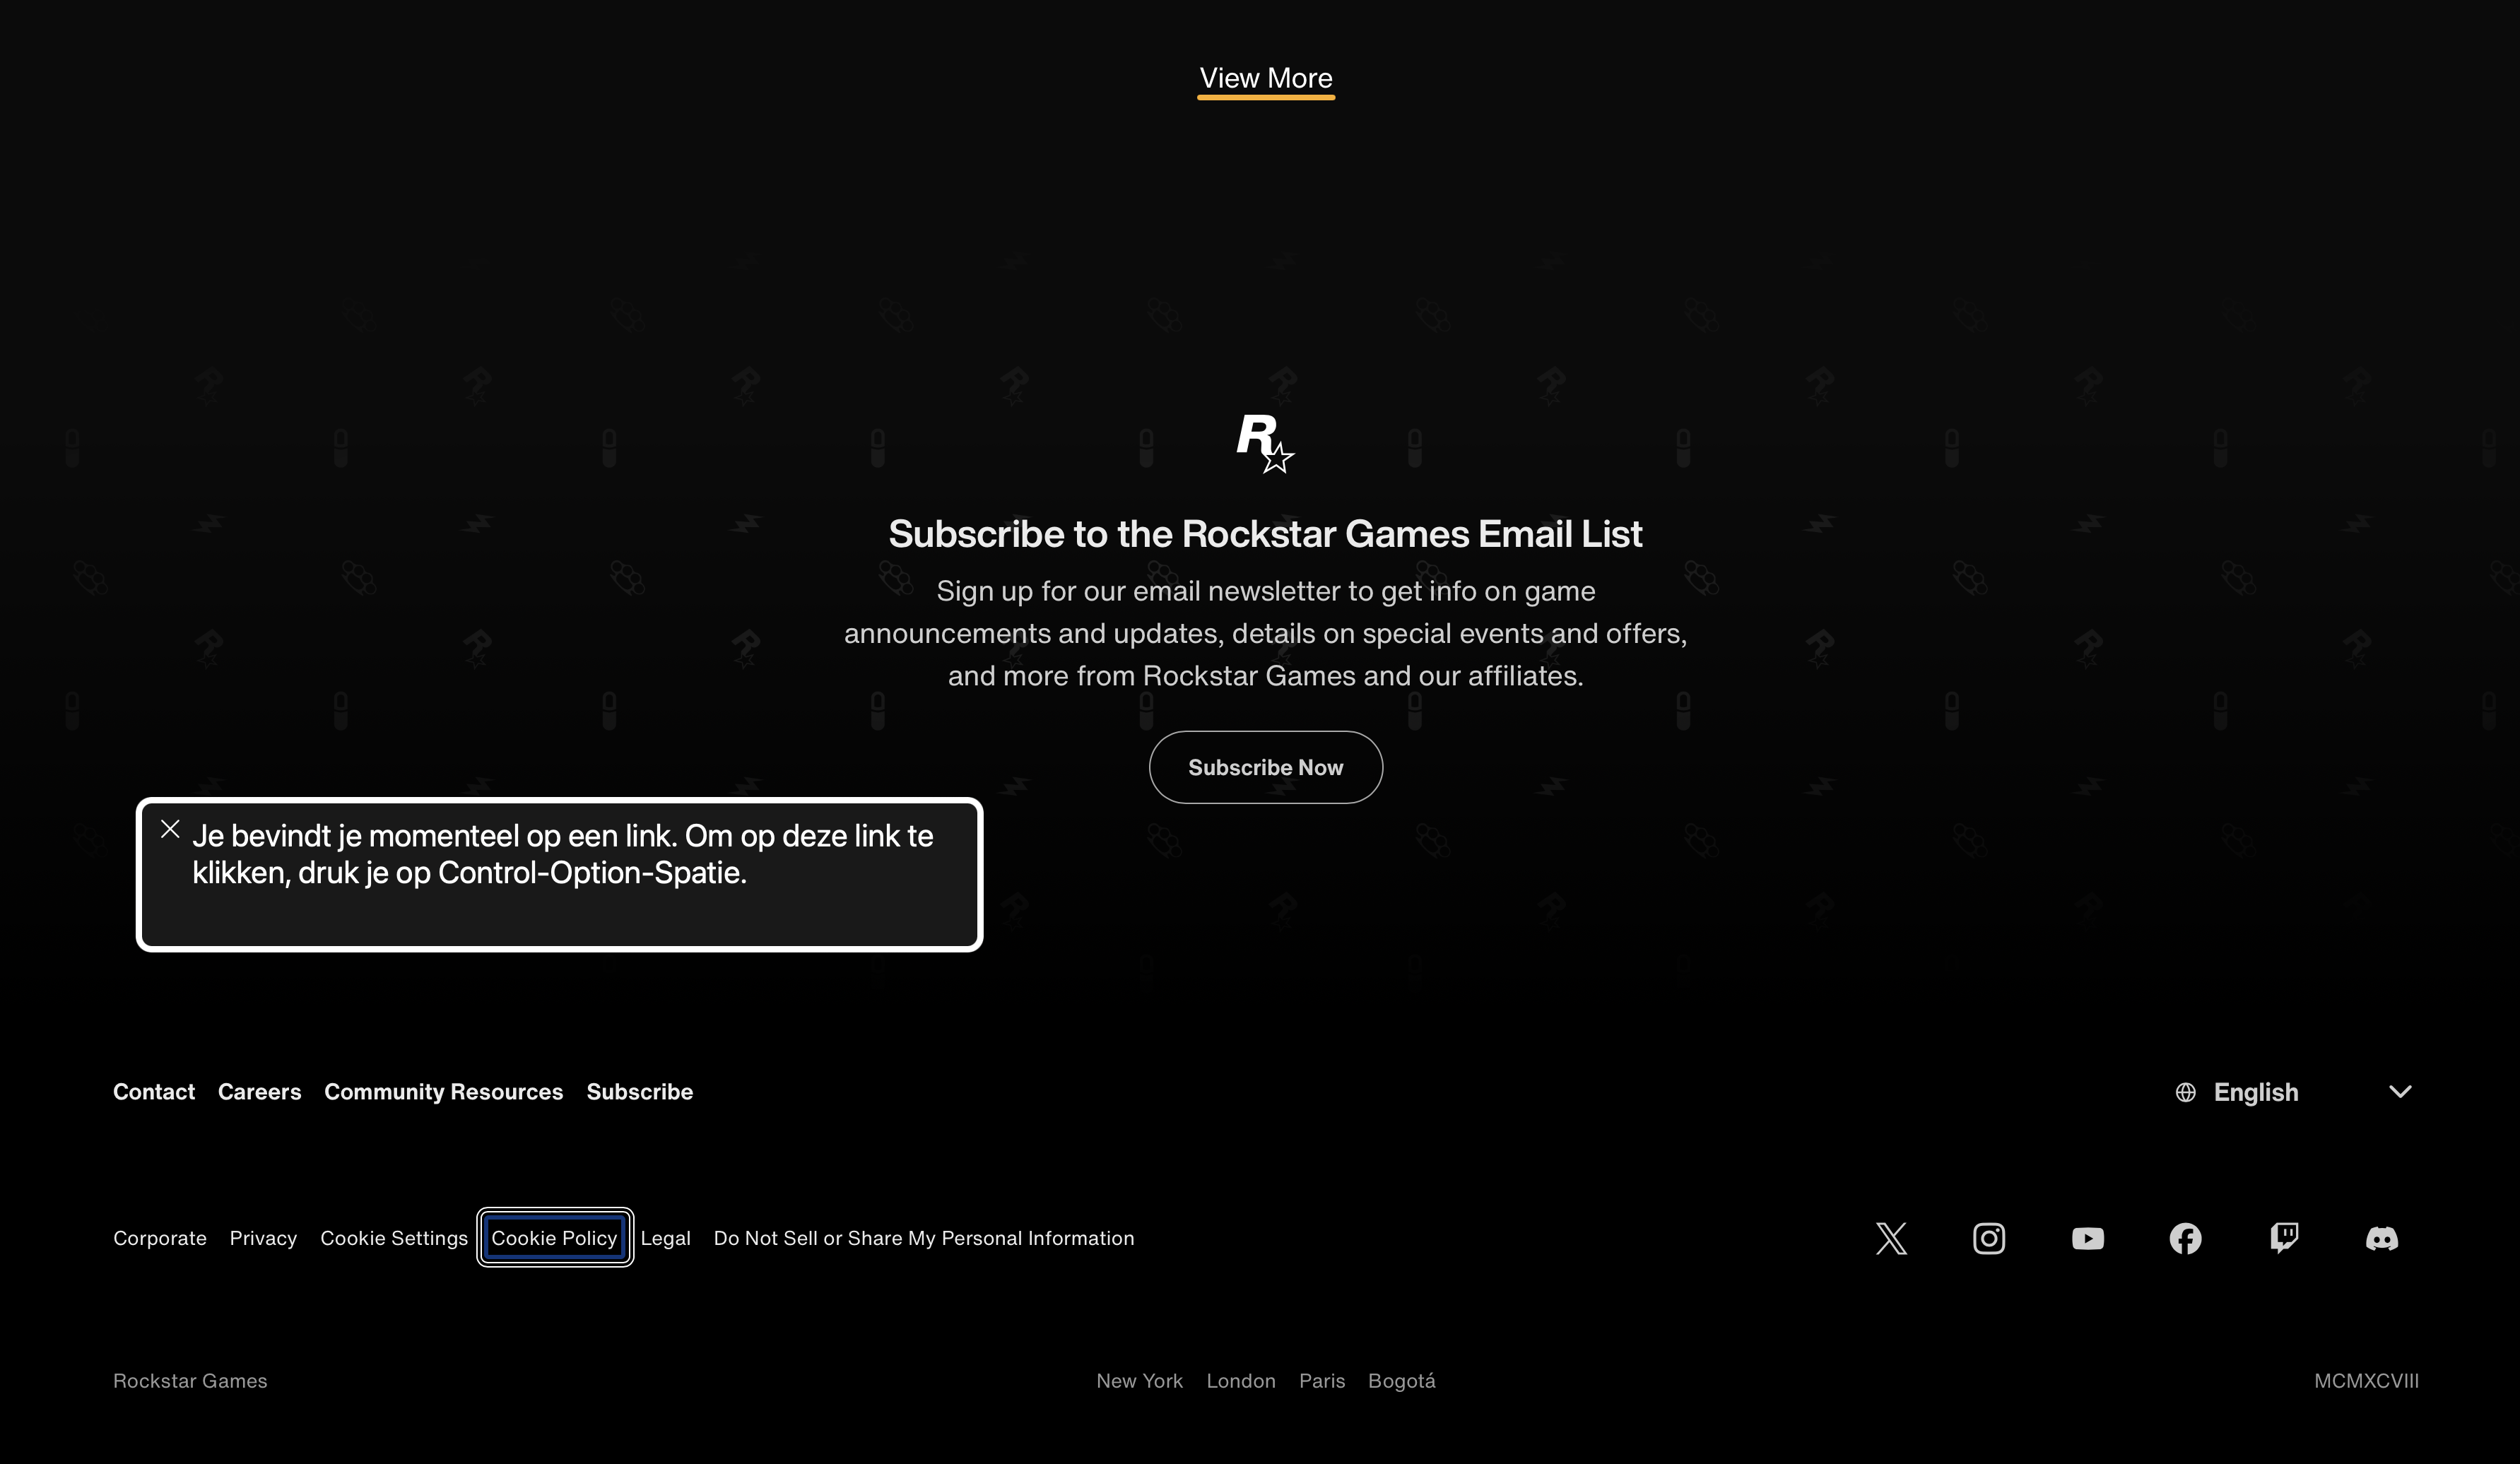 View More
R
Subscribe to the Rockstar Games Email List
Sign up for our email newsletter to get info on game
announcements and updates, details on special events and offers,
and more from Rockstar Games and our affiliates.
Subscribe Now
Je bevindt je momenteel op een link. Om op deze link te
klikken, druk je op Control-Option-Spatie.
Contact Careers Community Resources Subscribe
English
Corporate Privacy Cookie Settings Cookie Policy Legal Do Not Sell or Share My Personal Information
Rockstar Games
New York London Paris Bogotá
MCMXCVIII